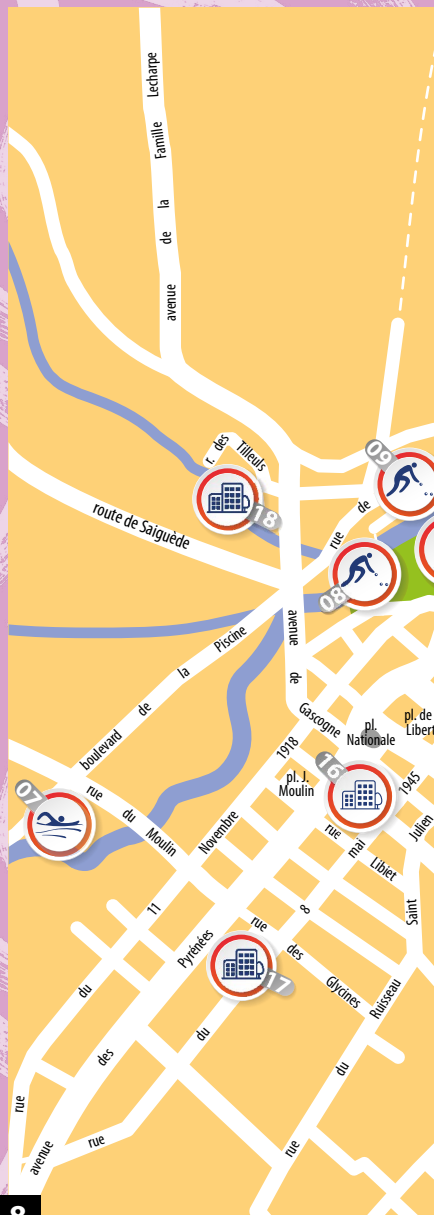 avenue de la Famille Lecharpe
r. des Tilleuls
09
rue de
18
route de Saiguède
08
avenue de Gascogne
boulevard de la Piscine
pl. de
Libert
pl.
Nationale
pl. J.
Moulin
16
07
rue du Moulin
rue du 11 Novembre 1918
rue du 8 mai 1945
rue Libiet
Julien
Saint
avenue des Pyrénées
rue des Glycines
17
rue du Ruisseau
8